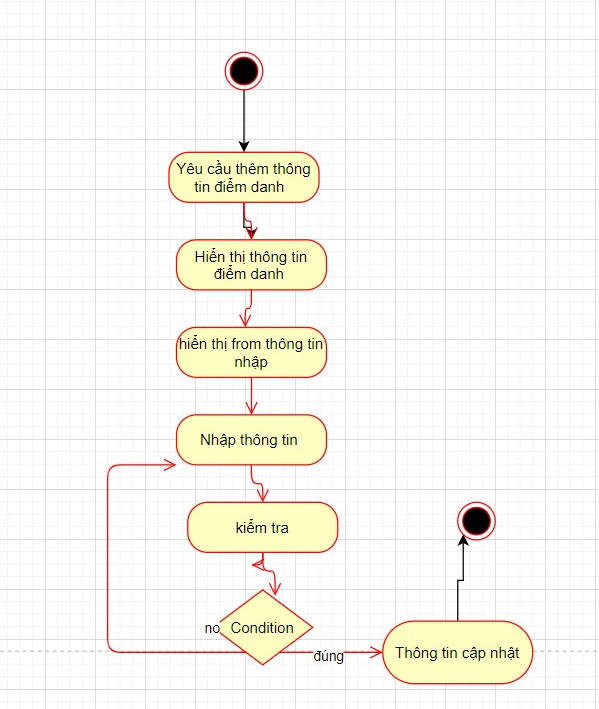 Yêu cầu thêm thông
tin điểm danh
Hiển thị thông tin
điểm danh
hiển thị from thông tin
nhập
Nhập thông tin
kiểm tra
no
Condition
đúng
Thông tin cập nhật